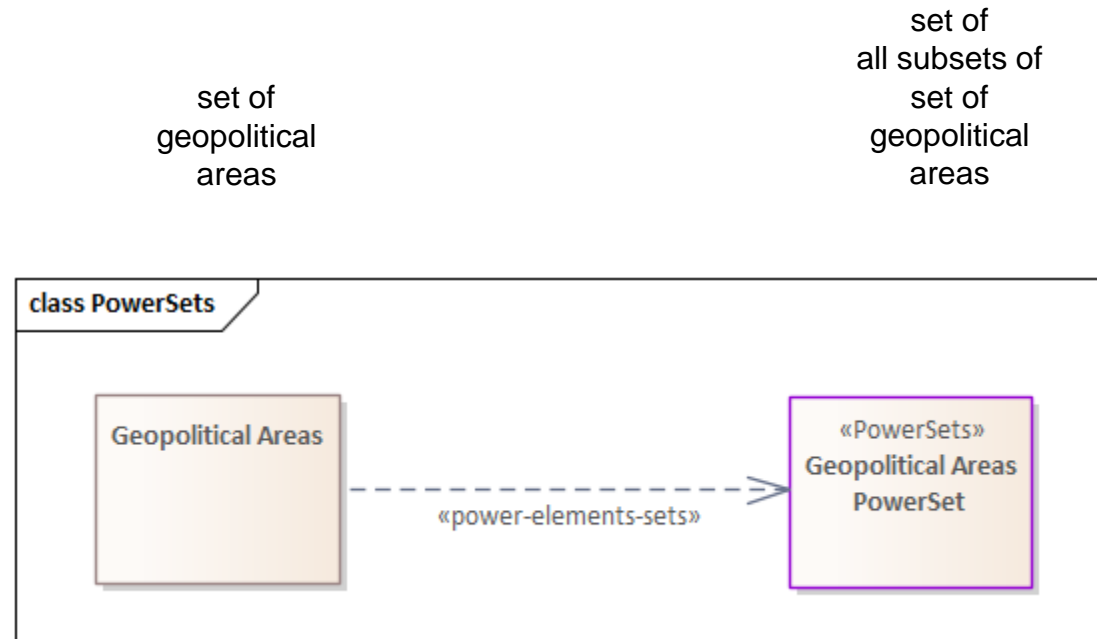 set of
geopolitical
areas
set of
all subsets of
set of
geopolitical
areas
class PowerSets
Geopolitical Areas
«power-elements-sets»
«PowerSets»
Geopolitical Areas
PowerSet